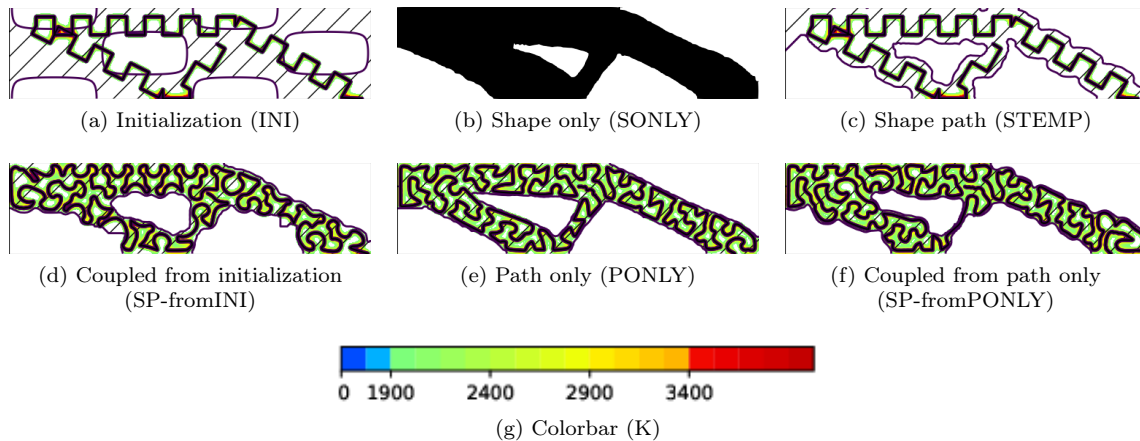 (a) Initialization (INI)
(b) Shape only (SONLY)
(c) Shape path (STEMP)
(d) Coupled from initialization
(SP-fromINI)
(e) Path only (PONLY)
(f) Coupled from path only
(SP-fromPONLY)
0 1900 2400 2900 3400
(g) Colorbar (K)